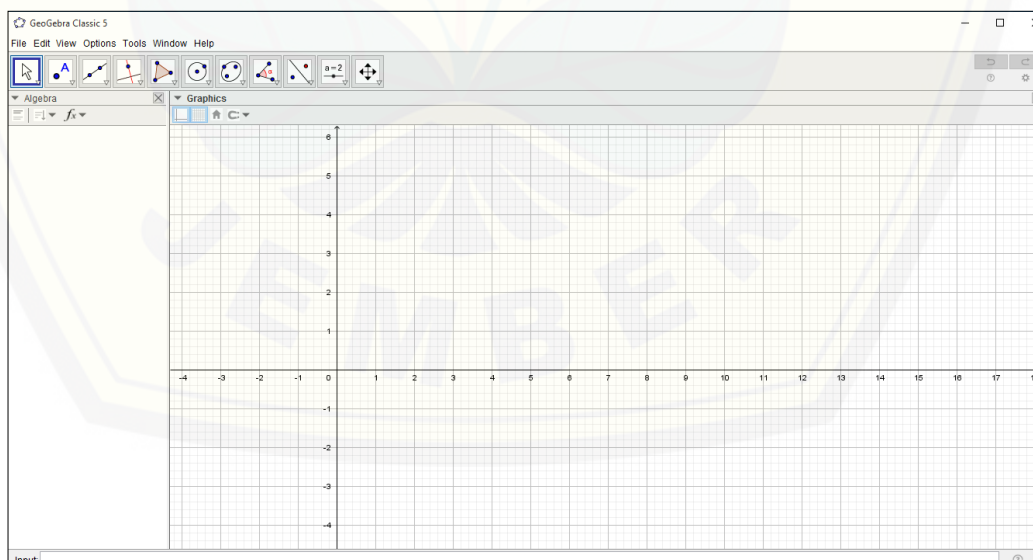 GeoGebra Classic 5
File Edit View Options Tools Window Help
A
α
a=2
Algebra
Graphics
fx
6
5
4
3
2
1
-4 -3 -2 -1 0 1 2 3 4 5 6 7 8 9 10 11 12 13 14 15 16 17
-1
-2
-3
-4
Input
JEMBER